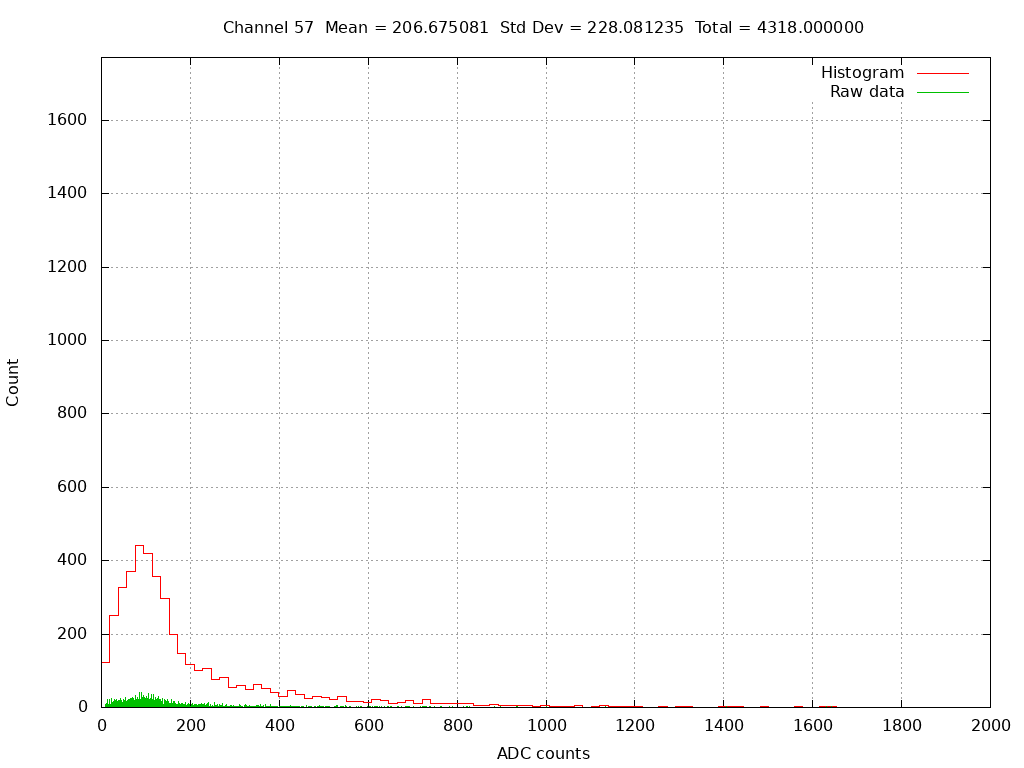 Channel 57  Mean = 206.675081  Std Dev = 228.081235  Total = 4318.000000
Histogram
Raw data
1600
1400
1200
1000
800
600
400
200
0
Count
0 200 400 600 800 1000 1200 1400 1600 1800 2000
ADC counts